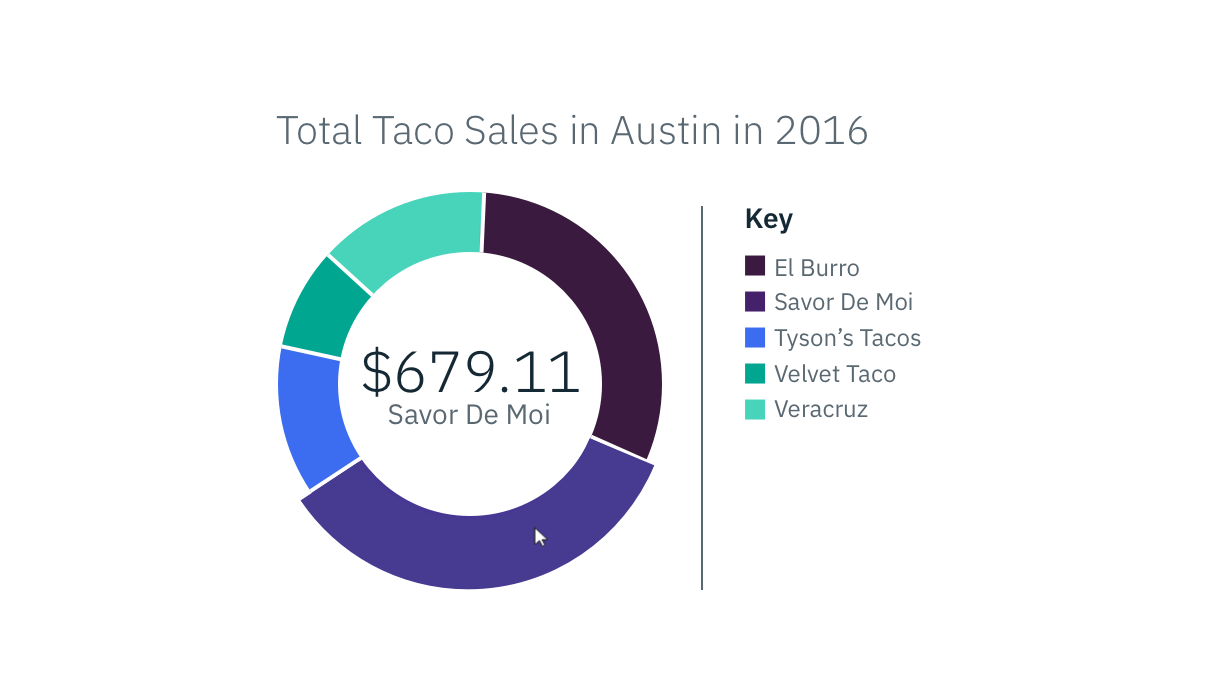 Total Taco Sales in Austin in 2016
Key
El Burro
Savor De Moi
Tyson’s Tacos
Velvet Taco
Veracruz
$679.11
Savor De Moi